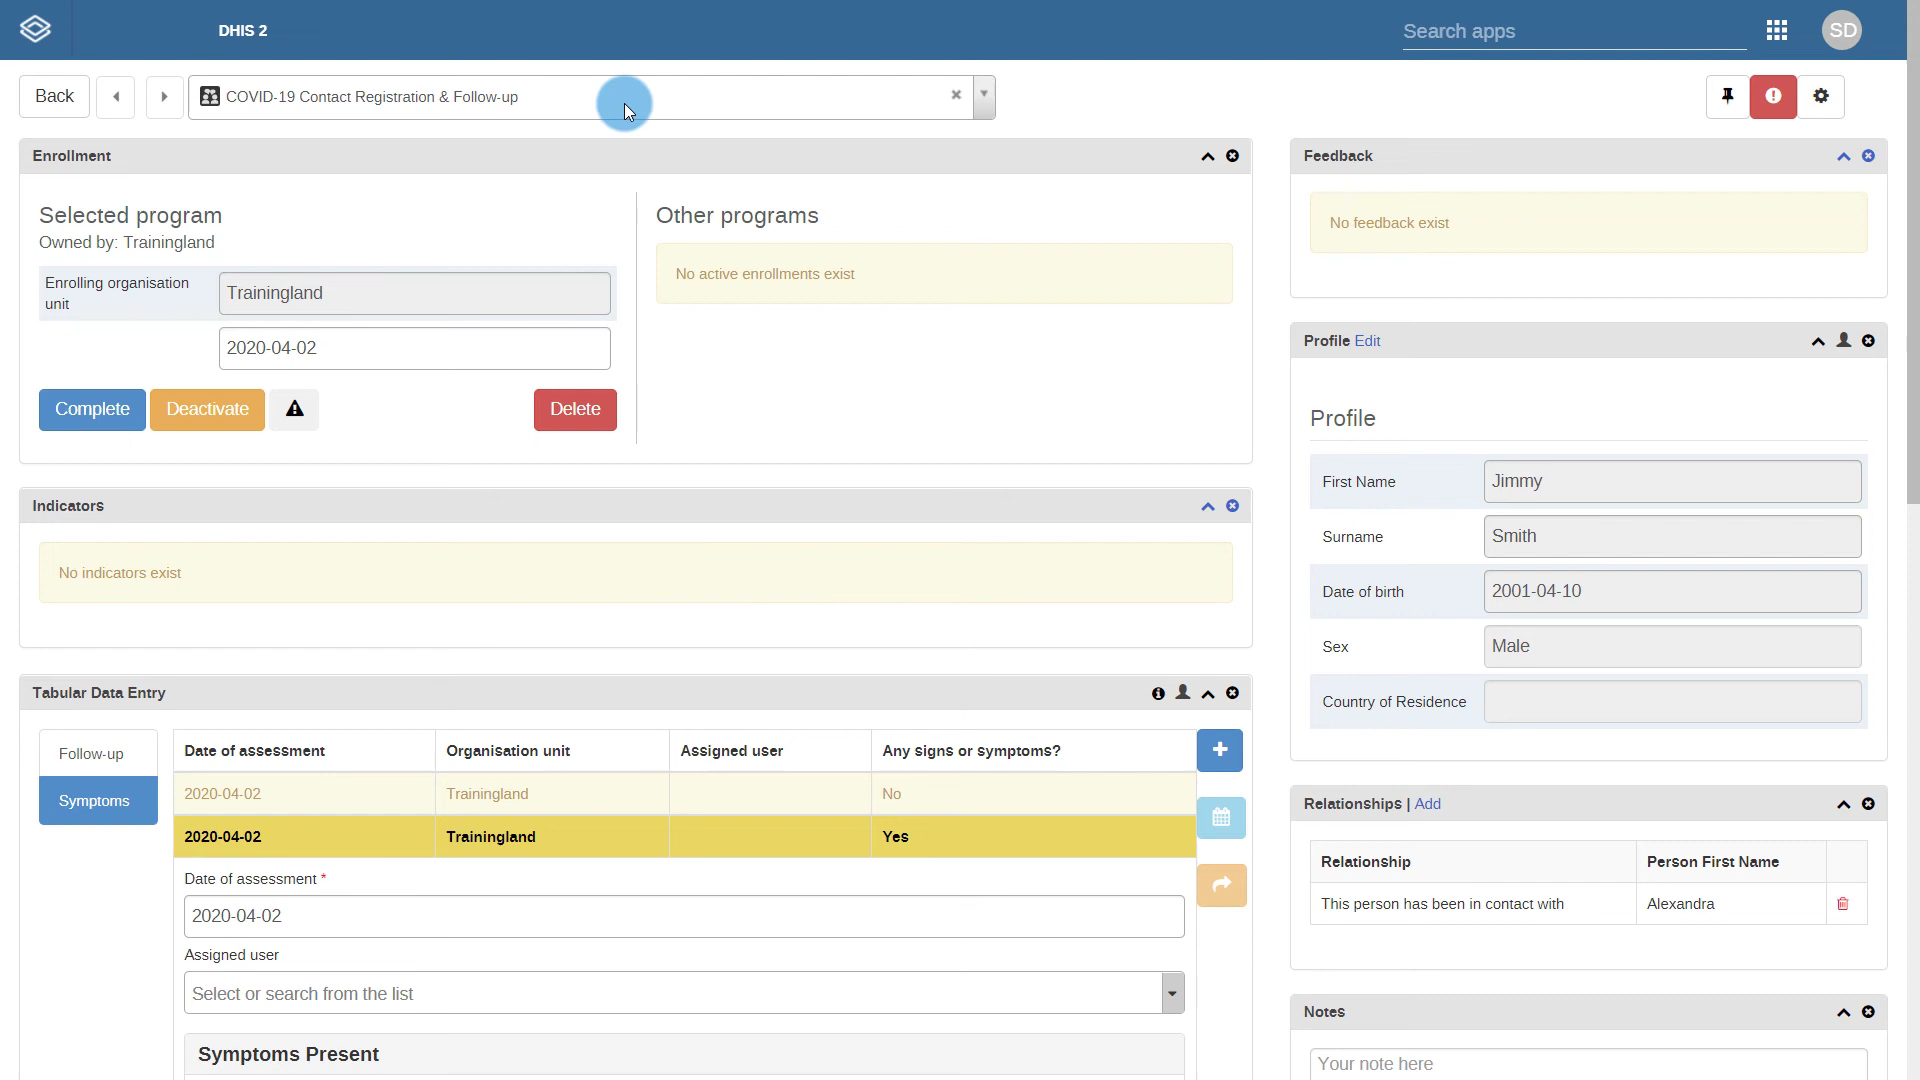 DHIS 2
Search apps
SD
Back
COVID-19 Contact Registration & Follow-up
Enrollment
Selected program
Owned by: Trainingland
Enrolling organisation
unit
Trainingland
2020-04-02
Complete
Deactivate
Delete
Other programs
No active enrollments exist
Indicators
No indicators exist
Tabular Data Entry
Follow-up
Symptoms
Date of assessment Organisation unit Assigned user Any signs or symptoms?
2020-04-02 Trainingland No
2020-04-02 Trainingland Yes
Date of assessment *
2020-04-02
Assigned user
Select or search from the list
Symptoms Present
Feedback
No feedback exist
Profile Edit
Profile
First Name Jimmy
Surname Smith
Date of birth 2001-04-10
Sex Male
Country of Residence
Relationships | Add
Relationship Person First Name
This person has been in contact with Alexandra
Notes
Your note here